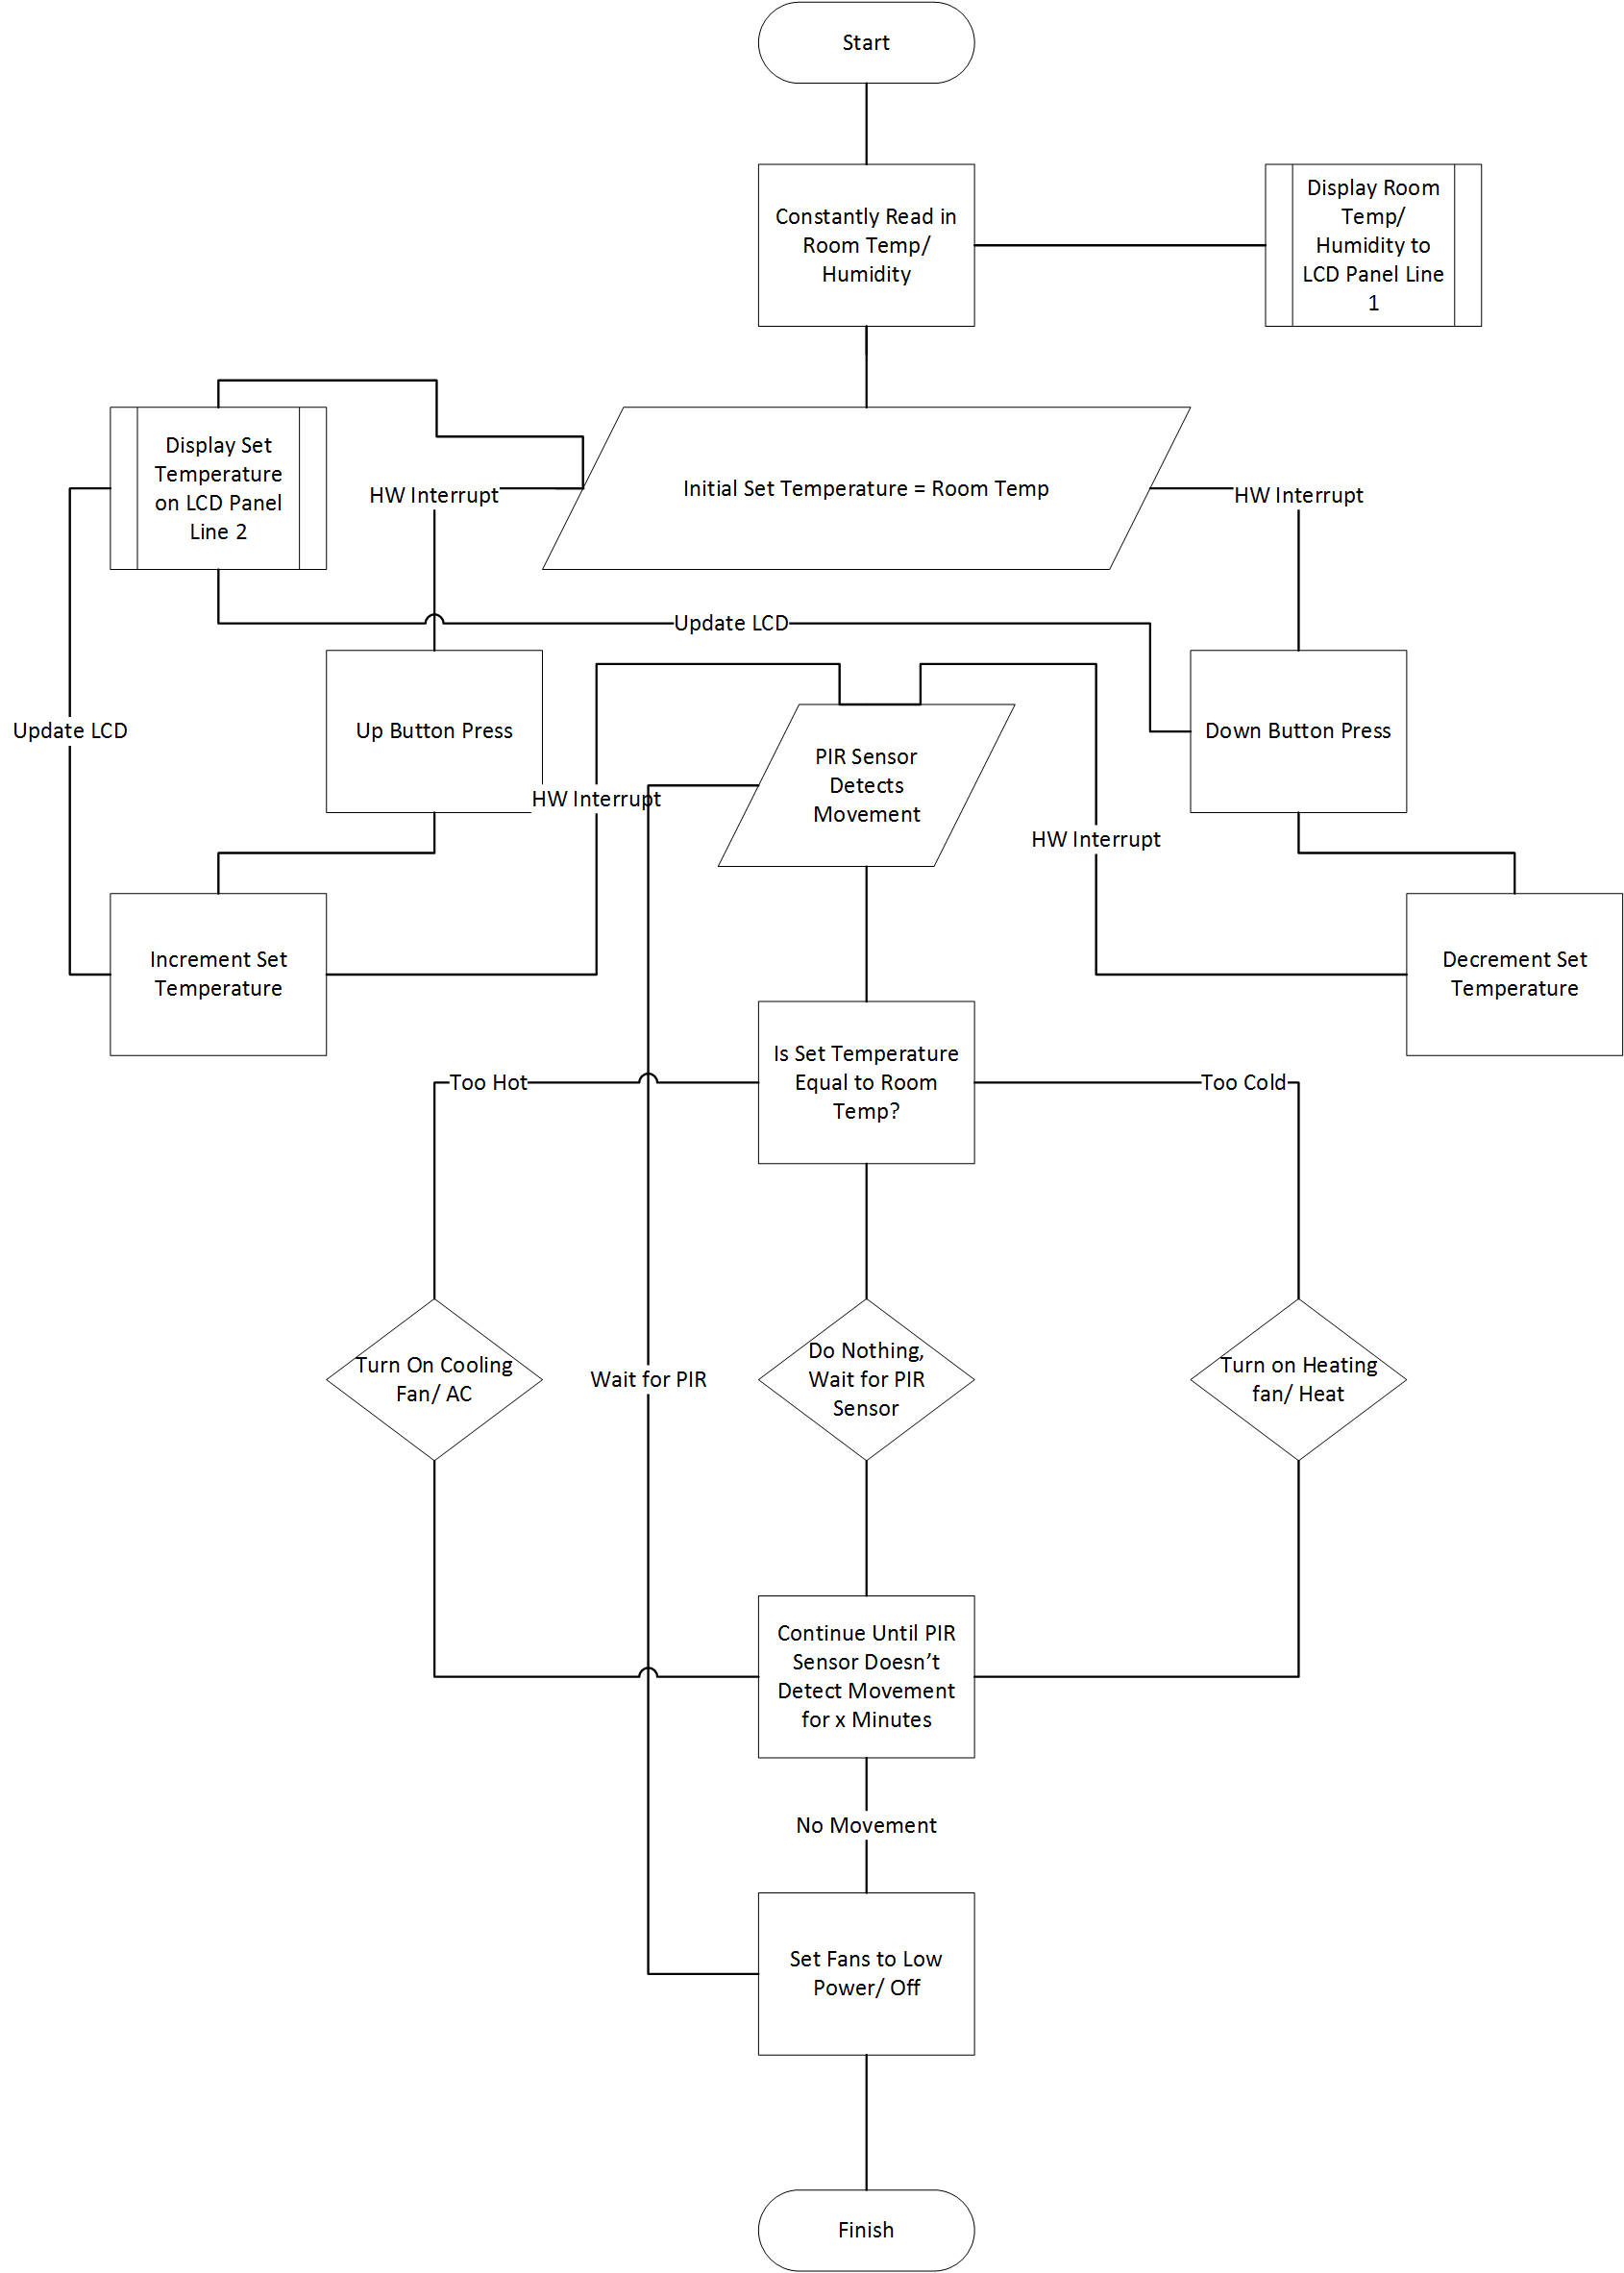 Start
Constantly Read in
Room Temp/
Humidity
Display Room
Temp/
Humidity to
LCD Panel Line
1
Display Set
Temperature
on LCD Panel
Line 2
HW Interrupt
Initial Set Temperature = Room Temp
HW Interrupt
Update LCD
Update LCD
Up Button Press
HW Interrupt
PIR Sensor
Detects
Movement
Down Button Press
HW Interrupt
Increment Set
Temperature
Decrement Set
Temperature
Is Set Temperature
Equal to Room
Temp?
Too Hot
Too Cold
Turn On Cooling
Fan/ AC
Wait for PIR
Do Nothing,
Wait for PIR
Sensor
Turn on Heating
fan/ Heat
Continue Until PIR
Sensor Doesn’t
Detect Movement
for x Minutes
No Movement
Set Fans to Low
Power/ Off
Finish